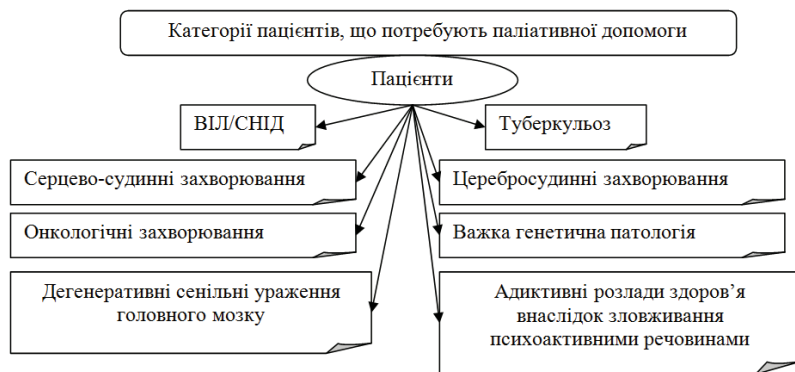 Категорії пацієнтів, що потребують паліативної допомоги
Пацієнти
ВІЛ/СНІД
Туберкульоз
Серцево-судинні захворювання
Цереброcудинні захворювання
Онкологічні захворювання
Важка генетична патологія
Дегенеративні сенільні ураження
головного мозку
Адиктивні розлади здоров’я
внаслідок зловживання
психоактивними речовинами